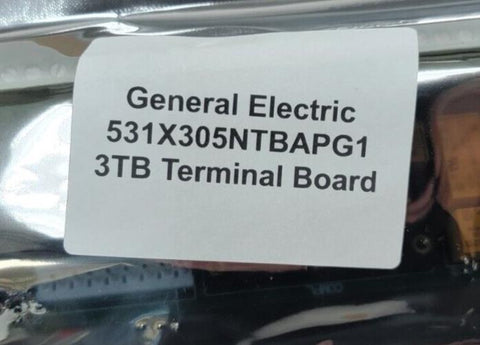 General Electric
531X305NTBAPG1
3TB Terminal Board